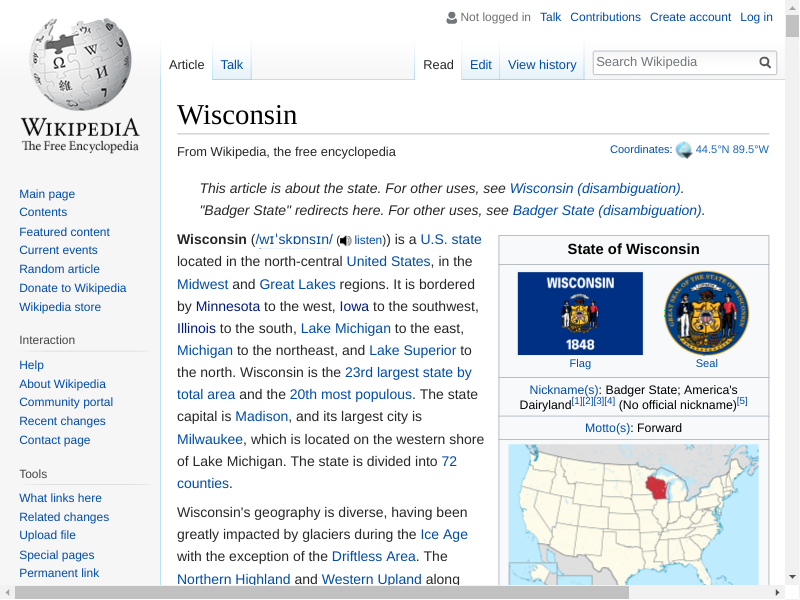 Not logged in Talk Contributions Create account Log in
Article Talk Read Edit View history Search Wikipedia
WIKIPEDIA
The Free Encyclopedia
Main page
Contents
Featured content
Current events
Random article
Donate to Wikipedia
Wikipedia store
Interaction
Help
About Wikipedia
Community portal
Recent changes
Contact page
Tools
What links here
Related changes
Upload file
Special pages
Permanent link
Wisconsin
From Wikipedia, the free encyclopedia
Coordinates: 44.5°N 89.5°W
This article is about the state. For other uses, see Wisconsin (disambiguation).
"Badger State" redirects here. For other uses, see Badger State (disambiguation).
Wisconsin (/wɪˈskɒnsɪn/ (listen)) is a U.S. state
located in the north-central United States, in the
Midwest and Great Lakes regions. It is bordered
by Minnesota to the west, Iowa to the southwest,
Illinois to the south, Lake Michigan to the east,
Michigan to the northeast, and Lake Superior to
the north. Wisconsin is the 23rd largest state by
total area and the 20th most populous. The state
capital is Madison, and its largest city is
Milwaukee, which is located on the western shore
of Lake Michigan. The state is divided into 72
counties.
Wisconsin's geography is diverse, having been
greatly impacted by glaciers during the Ice Age
with the exception of the Driftless Area. The
Northern Highland and Western Upland along
State of Wisconsin
WISCONSIN
1848
GREAT SEAL OF THE STATE OF WISCONSIN
Flag Seal
Nickname(s): Badger State; America's
Dairyland[1][2][3][4] (No official nickname)[5]
Motto(s): Forward